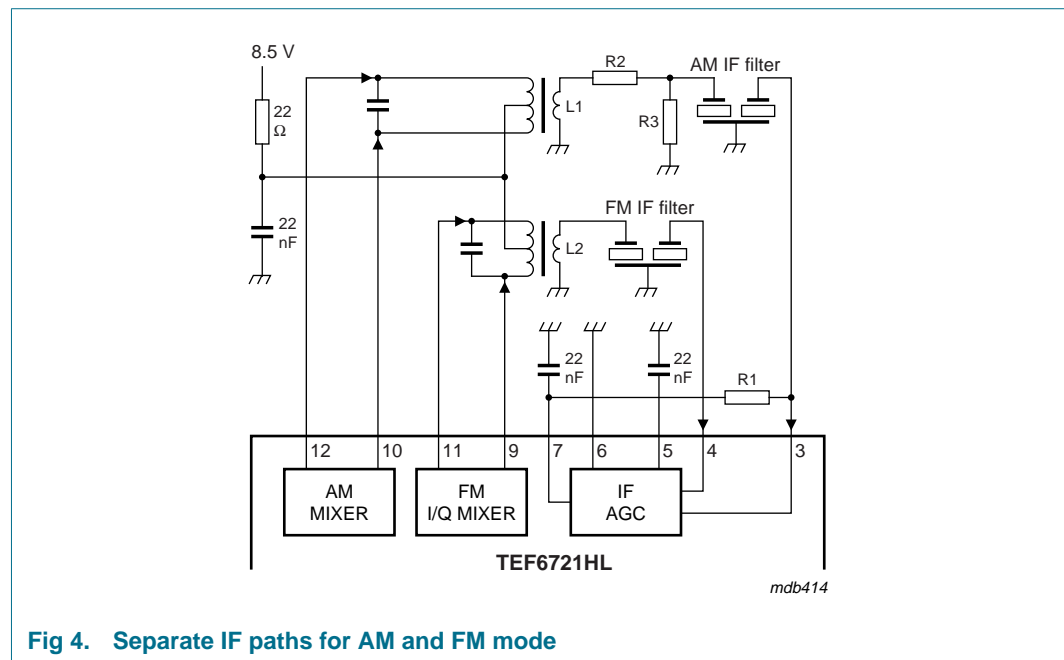 8.5 V
R2
AM IF filter
22
Ω
L1
R3
22
nF
FM IF filter
L2
22
nF
22
nF
R1
12
10
11
9
7
6
5
4
3
AM
MIXER
FM
I/Q MIXER
IF
AGC
TEF6721HL
mdb414
Fig 4. Separate IF paths for AM and FM mode